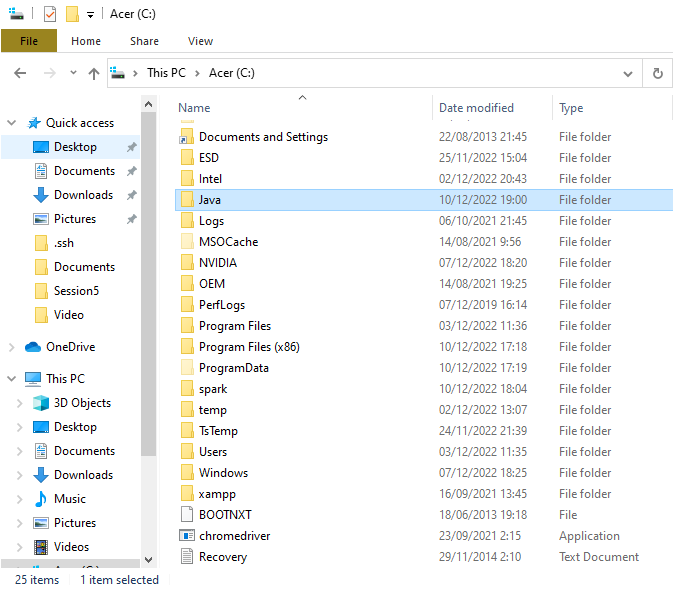 Acer (C:)
File Home Share View
This PC Acer (C:)
Name Date modified Type
Quick access
Desktop
Documents
Downloads
Pictures
.ssh
Documents
Session5
Video
OneDrive
This PC
3D Objects
Desktop
Documents
Downloads
Music
Pictures
Videos
Documents and Settings 22/08/2013 21:45 File folder
ESD 25/11/2022 15:04 File folder
Intel 02/12/2022 20:43 File folder
Java 10/12/2022 19:00 File folder
Logs 06/10/2021 21:45 File folder
MSOCache 14/08/2021 9:56 File folder
NVIDIA 07/12/2022 18:20 File folder
OEM 14/08/2021 19:25 File folder
PerfLogs 07/12/2019 16:14 File folder
Program Files 03/12/2022 11:36 File folder
Program Files (x86) 10/12/2022 17:18 File folder
ProgramData 10/12/2022 17:19 File folder
spark 10/12/2022 18:04 File folder
temp 02/12/2022 13:07 File folder
TsTemp 24/11/2022 21:39 File folder
Users 03/12/2022 11:35 File folder
Windows 07/12/2022 18:25 File folder
xampp 16/09/2021 13:45 File folder
BOOTNXT 18/06/2013 19:18 File
chromedriver 23/09/2021 2:15 Application
Recovery 29/11/2014 2:10 Text Document
25 items 1 item selected